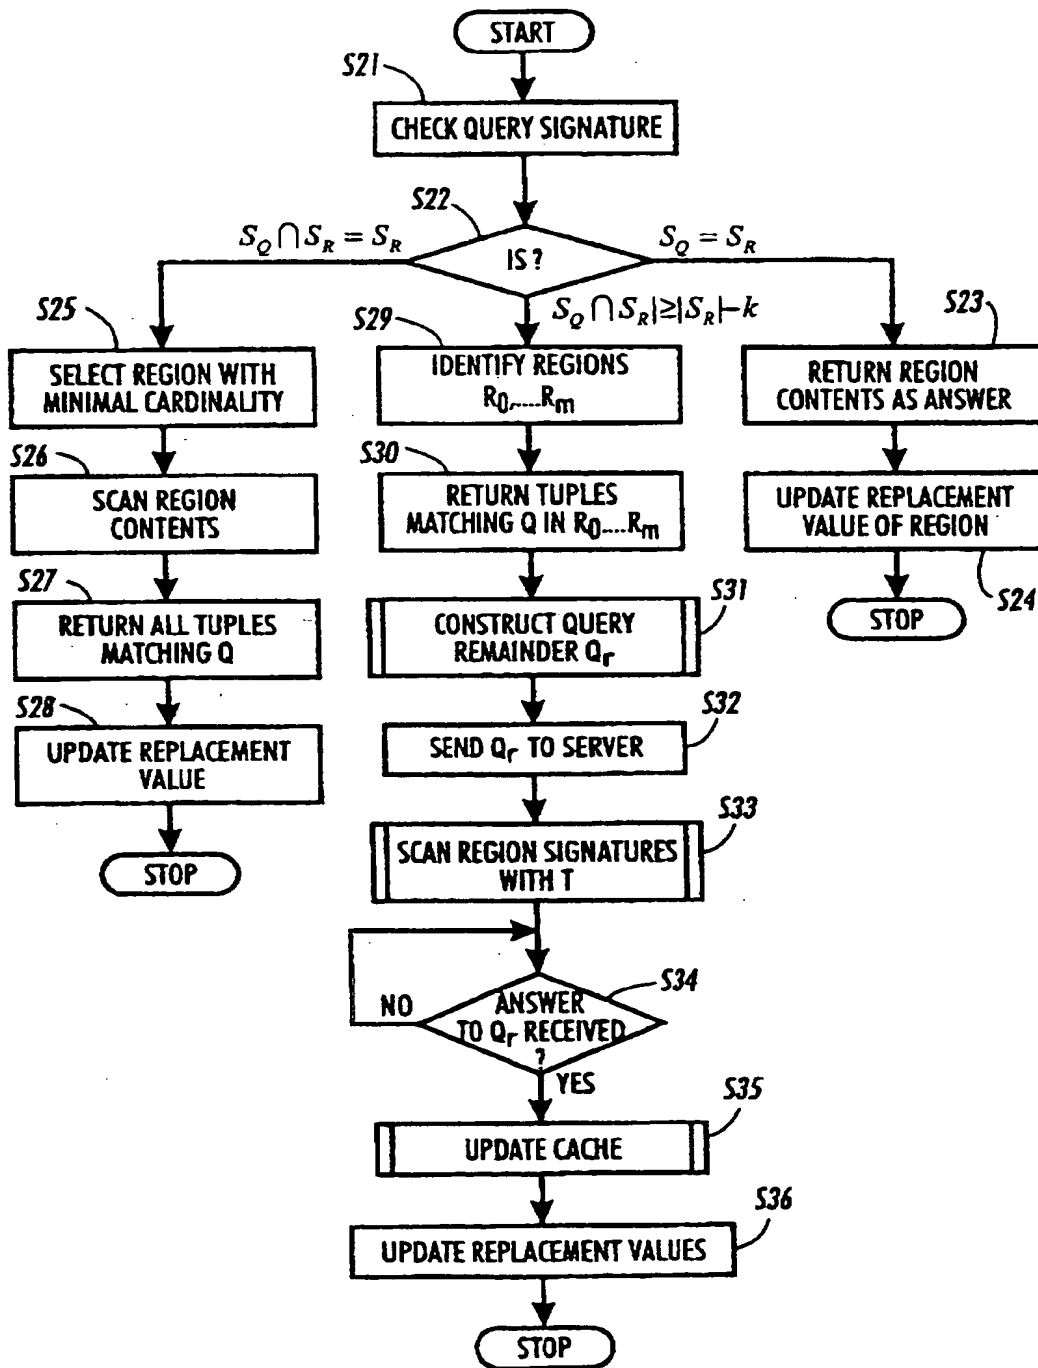 START
S21
CHECK QUERY SIGNATURE
S22
IS ?
S_Q ∩ S_R = S_R
S_Q = S_R
S_Q ∩ S_R|≥|S_R|-k
S25
SELECT REGION WITH
MINIMAL CARDINALITY
S26
SCAN REGION
CONTENTS
S27
RETURN ALL TUPLES
MATCHING Q
S28
UPDATE REPLACEMENT
VALUE
STOP
S29
IDENTIFY REGIONS
R0,....Rm
S30
RETURN TUPLES
MATCHING Q IN R0....Rm
S31
CONSTRUCT QUERY
REMAINDER Qr
S32
SEND Qr TO SERVER
S33
SCAN REGION SIGNATURES
WITH T
S34
ANSWER
TO Qr RECEIVED
?
NO
YES
S35
UPDATE CACHE
S36
UPDATE REPLACEMENT VALUES
STOP
S23
RETURN REGION
CONTENTS AS ANSWER
UPDATE REPLACEMENT
VALUE OF REGION
S24
STOP